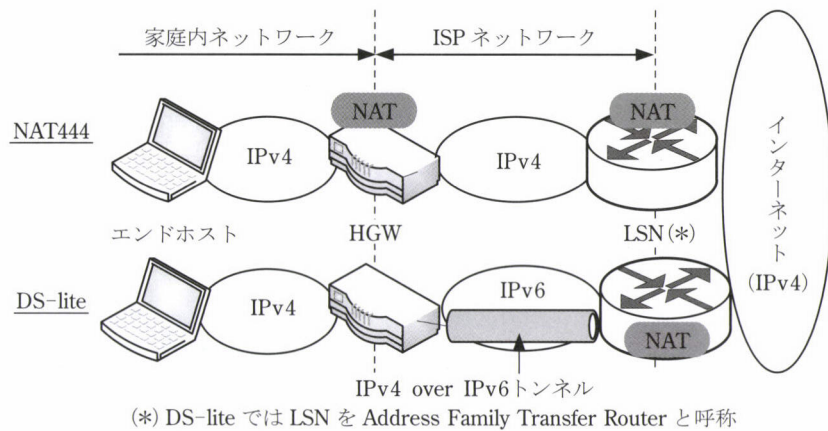 家庭内ネットワーク
ISP ネットワーク
NAT444
IPv4
NAT
IPv4
NAT
エンドホスト
HGW
LSN(*)
DS-lite
IPv4
IPv6
NAT
インターネット
(IPv4)
IPv4 over IPv6トンネル
(*) DS-lite では LSN を Address Family Transfer Router と呼称